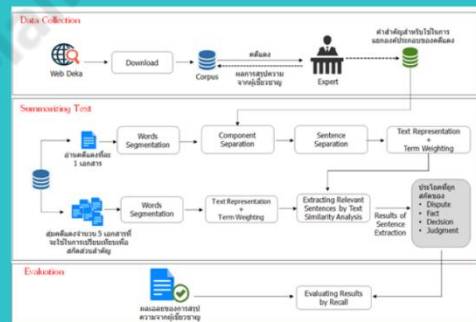 Data Collection
Web Deka
Download
Corpus
คดีแดง
ผลการสรุปความ
จากผู้เชี่ยวชาญ
Expert
คำสำคัญสำหรับใช้ในการ
แยกองค์ประกอบของคดีแดง
Summarizing Text
อ่านคดีแดงทีละ
1 เอกสาร
Words
Segmentation
Component
Separation
Sentence
Separation
Text Representation
+
Term Weighting
สุ่มคดีแดงจำนวน 5 เอกสารที่
จะใช้ในการเปรียบเทียบเพื่อ
สกัดส่วนสำคัญ
Words
Segmentation
Text Representation
+
Term Weighting
Extracting Relevant
Sentences by Text
Similarity Analysis
Results of
Sentence
Extraction
ประโยคที่ถูก
สกัดของ
• Dispute
• Fact
• Decision
• Judgment
Evaluation
ผลเฉลยของการสรุป
ความจากผู้เชี่ยวชาญ
Evaluating Results
by Recall